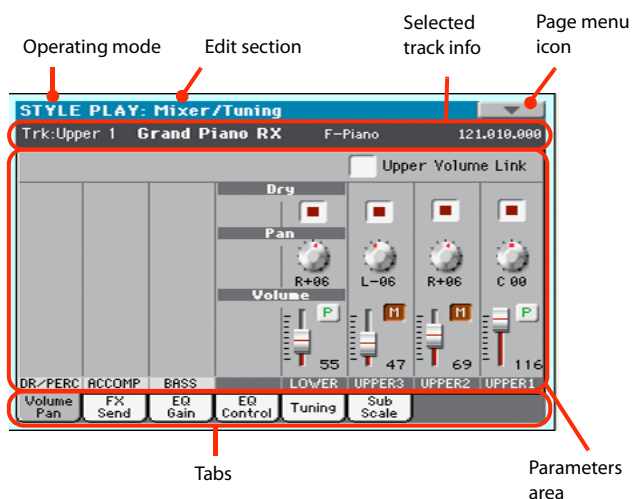 Selected Page menu
Operating mode Edit section track info icon
STYLE PLAY: Mixer/Tuning
Trk:Upper 1 Grand Piano RX F-Piano 121.010.000
Upper Volume Link
Dry
Pan
R+06 L-06 R+06 C 00
Volume
P M M P
55 47 69 116
DR/PERC ACCOMP BASS LOWER UPPER3 UPPER2 UPPER1
Volume FX EQ EQ Tuning Sub
Pan Send Gain Control Scale
Tabs Parameters
area